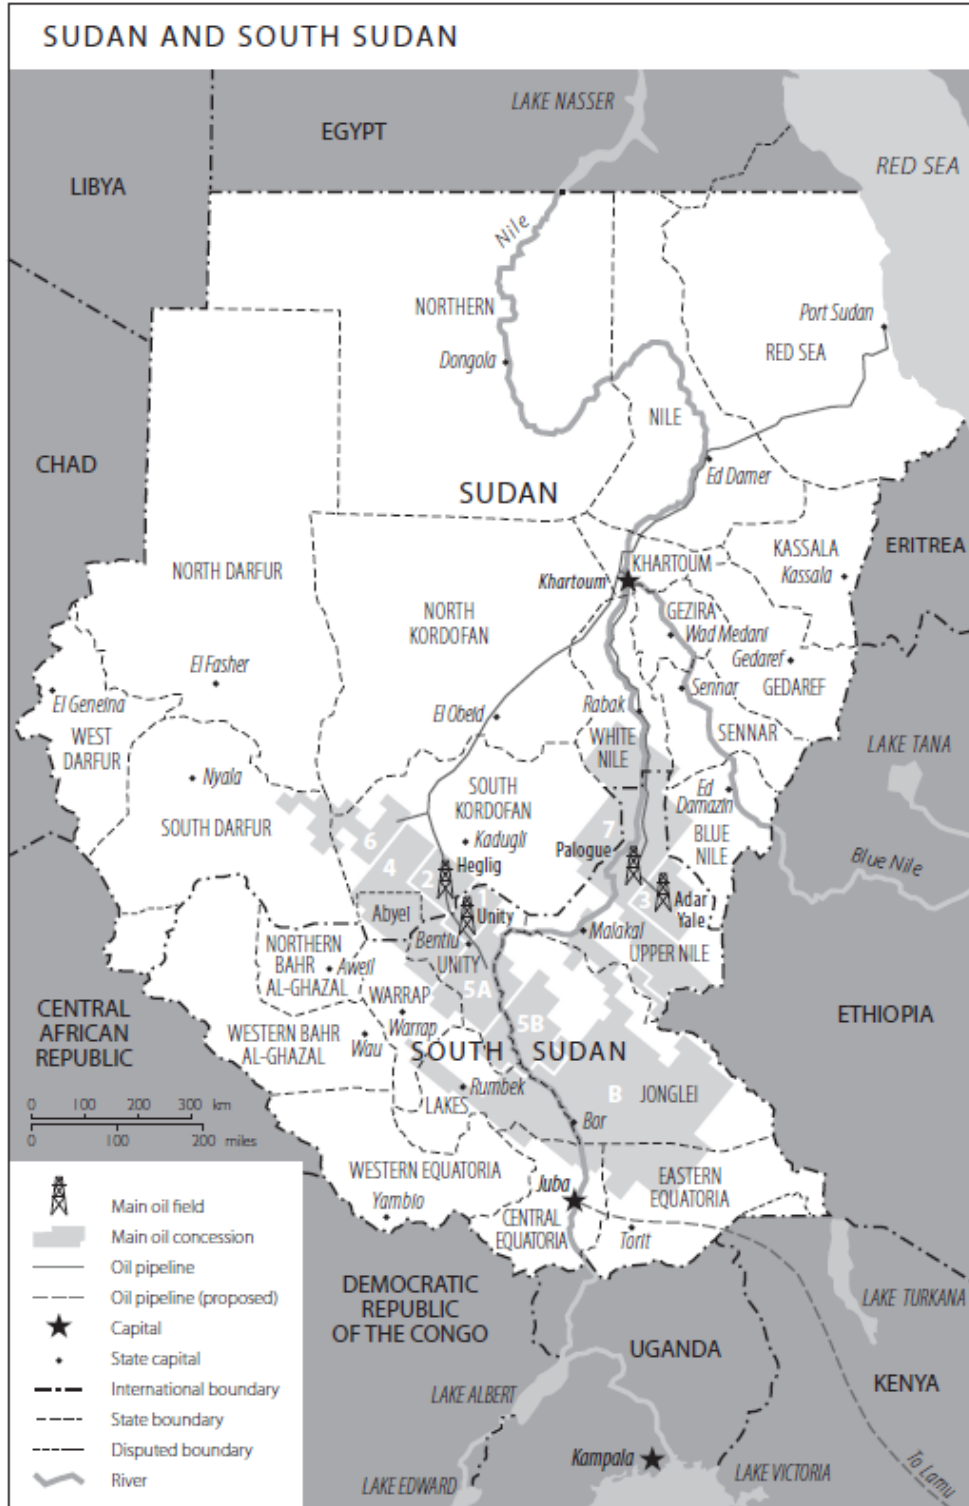 SUDAN AND SOUTH SUDAN
LAKE NASSER
EGYPT
RED SEA
LIBYA
Nile
NORTHERN
Port Sudan
RED SEA
Dongola
NILE
CHAD
Ed Damer
SUDAN
ERITREA
KASSALA
Kassala
KHARTOUM
Khartoum
NORTH DARFUR
NORTH
KORDOFAN
GEZIRA
Wad Medani
Gedaref
GEDAREF
El Fasher
El Geneina
Sennar
Rabak
El Obeid
WEST
DARFUR
SENNAR
WHITE
NILE
LAKE TANA
Nyala
SOUTH
KORDOFAN
Ed
Damazin
SOUTH DARFUR
BLUE
NILE
7
6
Kadugli
Palogue
Blue Nile
4
Heglig
2
1
3
Adar
Yale
Abyei
Unity
Malakal
Bentiu
UNITY
UPPER NILE
NORTHERN
BAHR
AL-GHAZAL
Aweil
5A
WARRAP
Warrap
5B
CENTRAL
AFRICAN
REPUBLIC
ETHIOPIA
WESTERN BAHR
AL-GHAZAL
Wau
SOUTH SUDAN
Rumbek
B
JONGLEI
LAKES
Bor
0 100 200 300 km
0 100 200 miles
WESTERN EQUATORIA
EASTERN
EQUATORIA
Juba
Yambio
CENTRAL
EQUATORIA
Torit
Main oil field
Main oil concession
Oil pipeline
Oil pipeline (proposed)
Capital
State capital
International boundary
State boundary
Disputed boundary
River
DEMOCRATIC
REPUBLIC
OF THE CONGO
LAKE TURKANA
UGANDA
KENYA
LAKE ALBERT
Kampala
To Lamu
LAKE EDWARD
LAKE VICTORIA